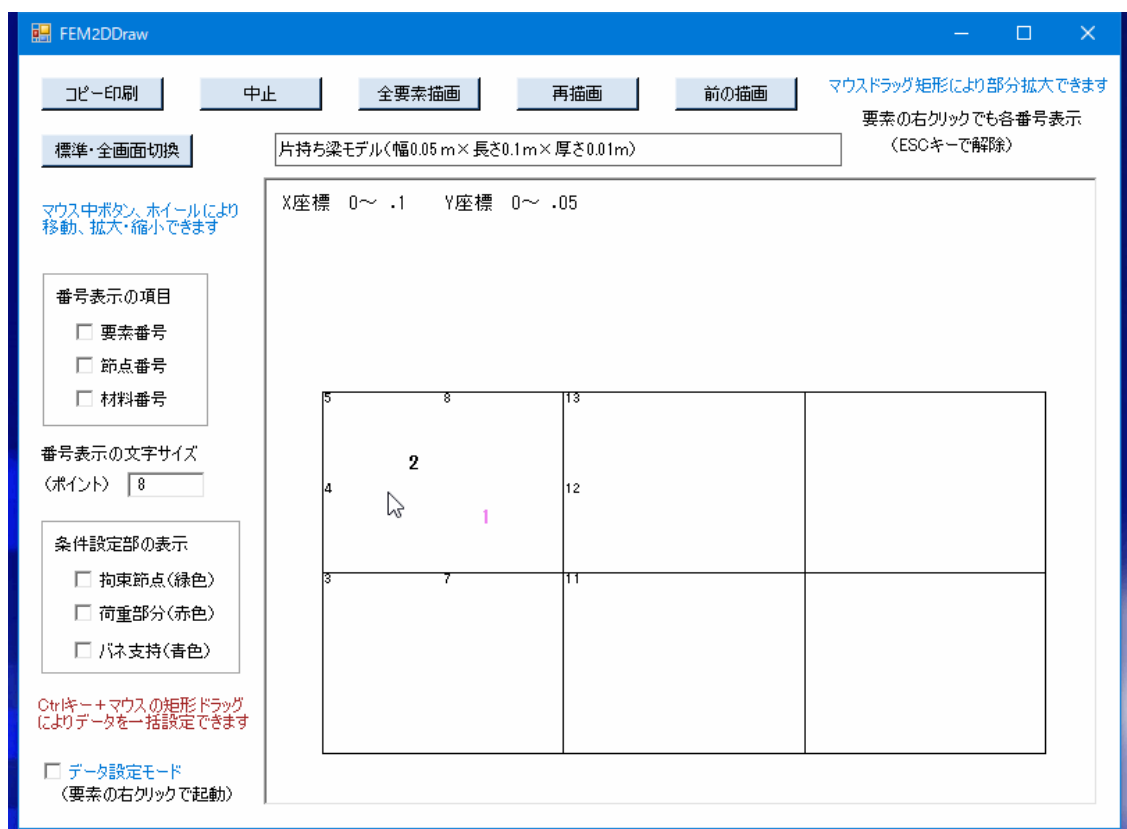 FEM2DDraw
コピー印刷
中止
全要素描画
再描画
前の描画
マウスドラッグ矩形により部分拡大できます
要素の右クリックでも各番号表示
(ESCキーで解除)
標準・全画面切換
片持ち梁モデル(幅0.05m×長さ0.1m×厚さ0.01m)
マウス中ボタン、ホイールにより
移動、拡大・縮小できます
X座標 0~ .1 Y座標 0~ .05
番号表示の項目
要素番号
節点番号
材料番号
番号表示の文字サイズ
(ポイント) 8
条件設定部の表示
拘束節点(緑色)
荷重部分(赤色)
バネ支持(青色)
Ctrlキー+マウスの矩形ドラッグ
によりデータを一括設定できます
データ設定モード
(要素の右クリックで起動)
5 8 13
2
4 12
1
3 7 11